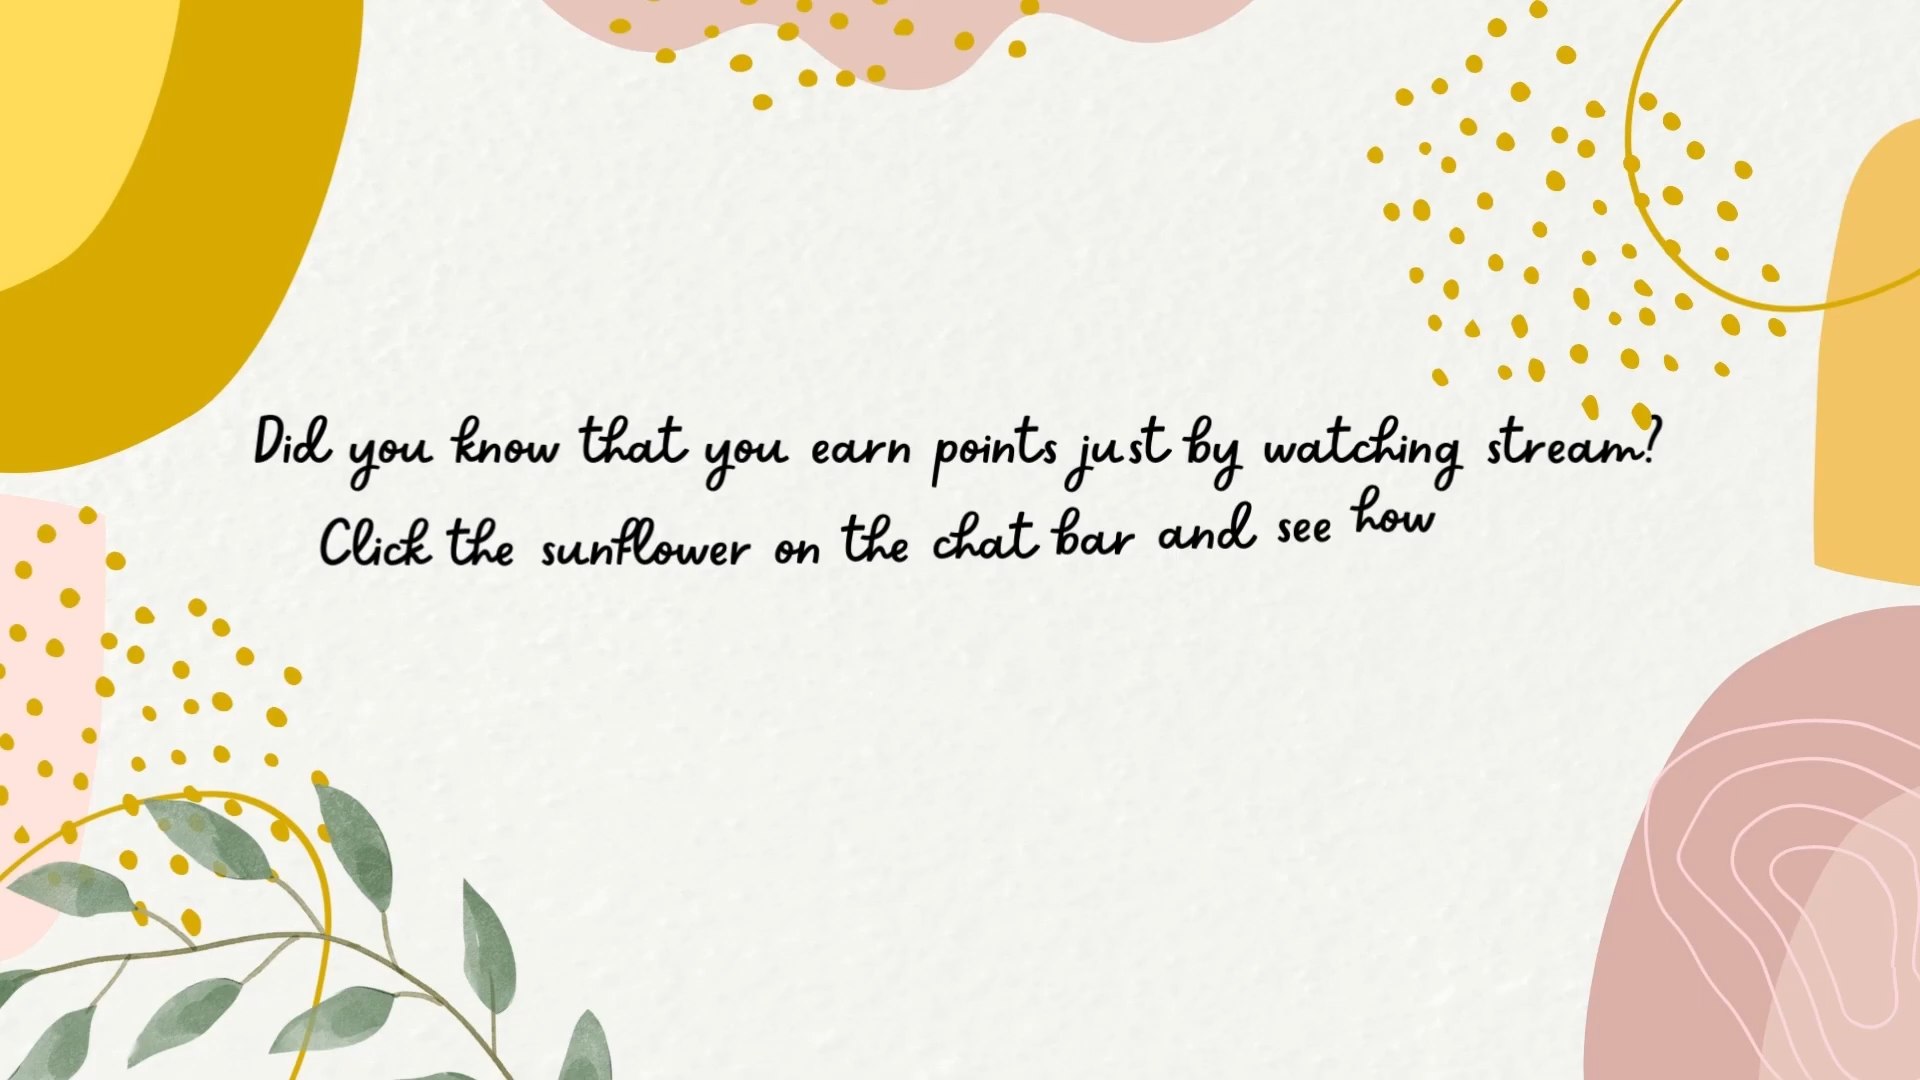 Did you know that you earn points just by watching stream?
Click the sunflower on the chat bar and see how